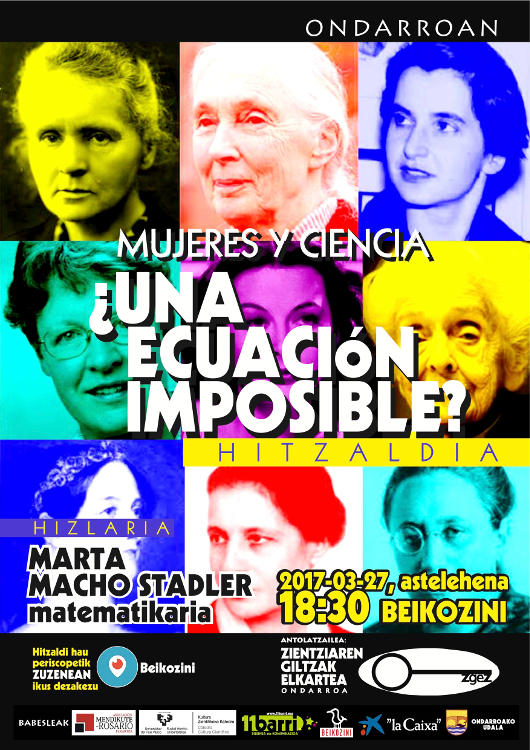 ONDARROAN
MUJERES Y CIENCIA
¿UNA
ECUACIÓN
IMPOSIBLE?
HITZALDIA
HIZLARIA
MARTA
MACHO STADLER
matematikaria
2017-03-27, astelehena
18:30 BEIKOZINI
Hitzaldi hau
periscopetik
ZUZENEAN
ikus dezakezu
Beikozini
ANTOLATZAILEA:
ZIENTZIAREN
GILTZAK
ELKARTEA
ONDARROA
zgez
BABESLEAK
MENDIKUTE
ROSARIO
11barri
BEIKOZINI
"la Caixa"
ONDARROAKO
UDALA